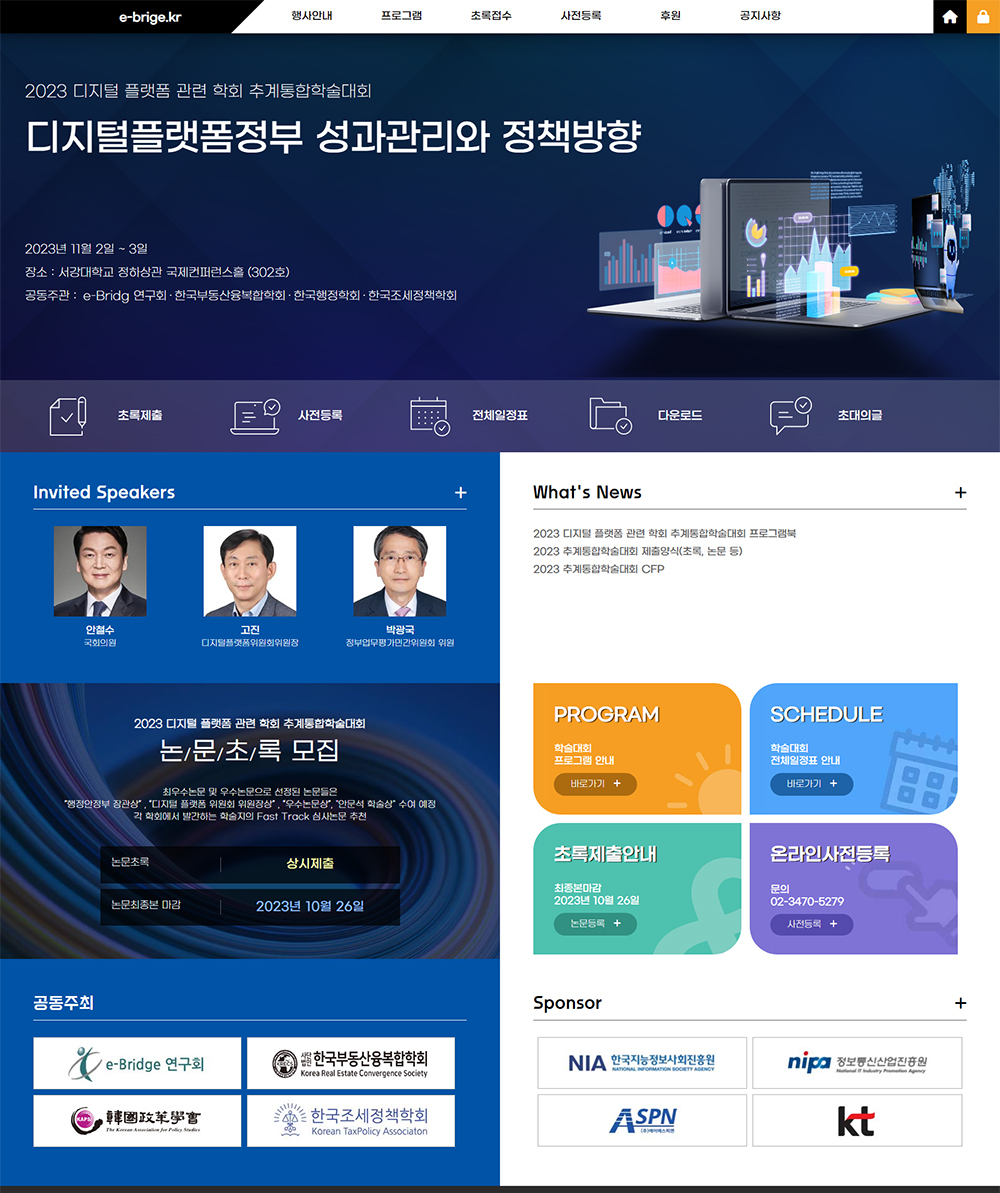 e-brige.kr
행사안내 프로그램 초록접수 사전등록 후원 공지사항
2023 디지털 플랫폼 관련 학회 추계통합학술대회
디지털플랫폼정부 성과관리와 정책방향
2023년 11월 2일 ~ 3일
장소 : 서강대학교 정하상관 국제컨퍼런스홀 (302호)
공동주관 : e-Bridg 연구회 · 한국부동산융복합학회 · 한국행정학회 · 한국조세정책학회
초록제출 사전등록 전체일정표 다운로드 초대의글
Invited Speakers +
안철수 고진 박광국
국회의원 디지털플랫폼위원회위원장 정부업무평가민간위원회 위원
What's News +
2023 디지털 플랫폼 관련 학회 추계통합학술대회 프로그램북
2023 추계통합학술대회 제출양식(초록, 논문 등)
2023 추계통합학술대회 CFP
2023 디지털 플랫폼 관련 학회 추계통합학술대회
논/문/초/록 모집
최우수논문 및 우수논문으로 선정된 논문들은
"행정안정부 장관상" , "디지털 플랫폼 위원회 위원장상" , "우수논문상", "안문석 학술상" 수여 예정
각 학회에서 발간하는 학술지의 Fast Track 심사논문 추천
논문초록 상시제출
논문최종본 마감 2023년 10월 26일
PROGRAM
학술대회
프로그램 안내
바로가기 +
SCHEDULE
학술대회
전체일정표 안내
바로가기 +
초록제출안내
최종본마감
2023년 10월 26일
논문등록 +
온라인사전등록
문의
02-3470-5279
사전등록 +
공동주최
e-Bridge 연구회
사단법인 한국부동산융복합학회
Korea Real Estate Convergence Society
KAPS 韓國政策學會
The Korean Association for Policy Studies
한국조세정책학회
Korean TaxPolicy Associaton
Sponsor +
NIA 한국지능정보사회진흥원
NATIONAL INFORMATION SOCIETY AGENCY
nipa 정보통신산업진흥원
National IT Industry Promotion Agency
ASPN
(주)에이에스피엔
kt